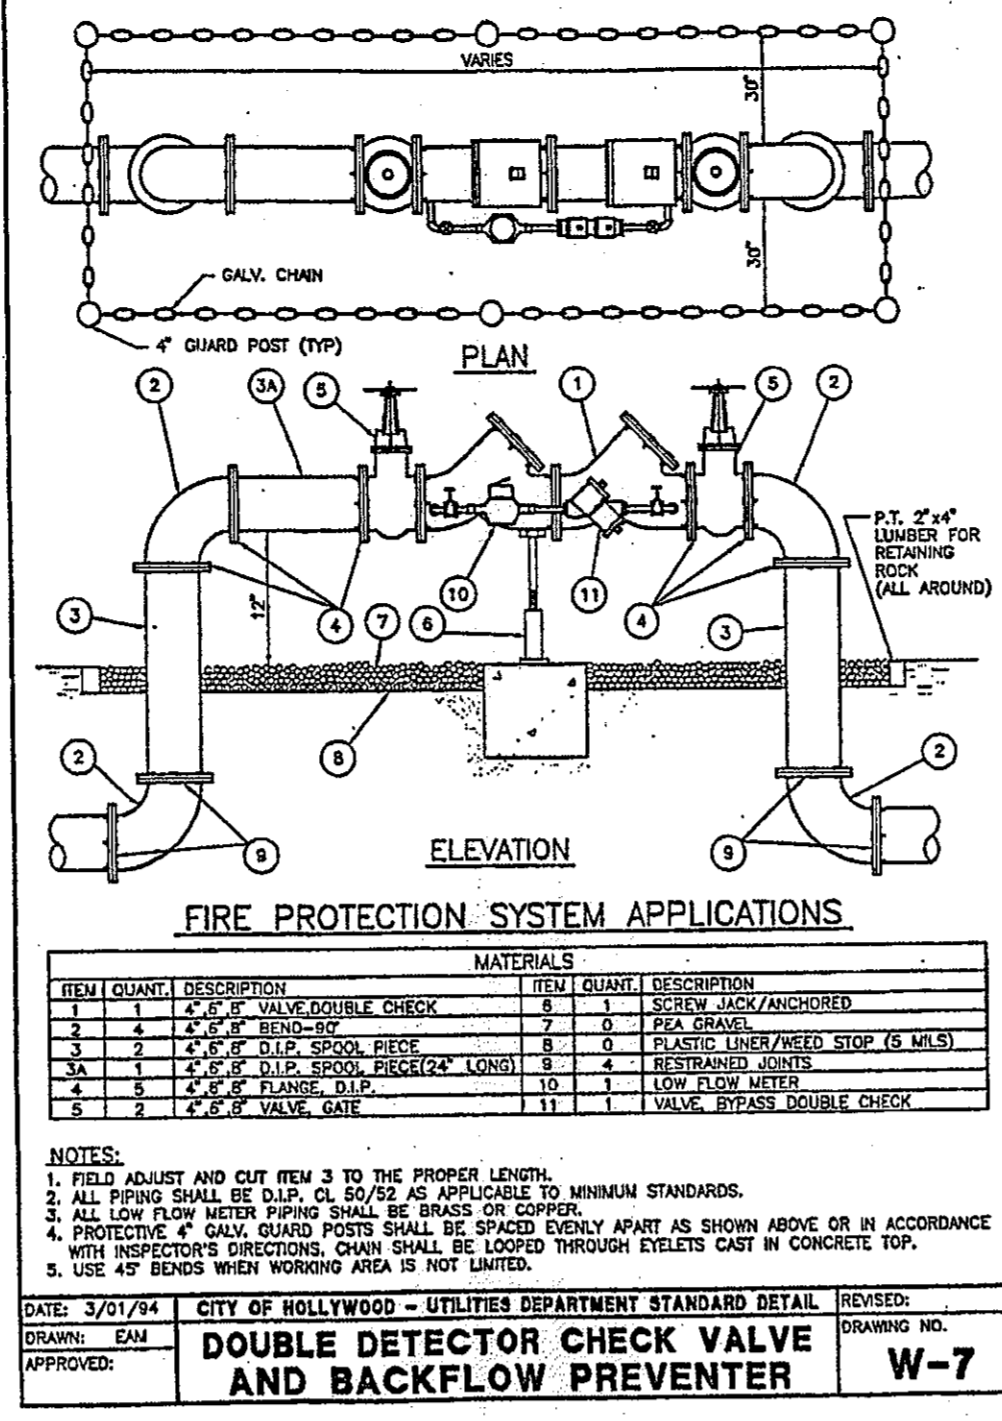 VARIES
30"
30"
GALV. CHAIN
4" GUARD POST (TYP)
PLAN
2
3A
5
1
5
2
P.T. 2"x4"
LUMBER FOR
RETAINING
ROCK
(ALL AROUND)
10
11
3
12"
4
7
6
4
3
2
8
2
9
ELEVATION
9
FIRE PROTECTION SYSTEM APPLICATIONS
MATERIALS
ITEM QUANT. DESCRIPTION ITEM QUANT. DESCRIPTION
1 1 4",6",8" VALVE,DOUBLE CHECK 6 1 SCREW JACK/ANCHORED
2 4 4",6",8" BEND-90° 7 0 PEA GRAVEL
3 2 4",6",8" D.I.P. SPOOL PIECE 8 0 PLASTIC LINER/WEED STOP (5 MILS)
3A 1 4",6",8" D.I.P. SPOOL PIECE(24" LONG) 9 4 RESTRAINED JOINTS
4 5 4",6",8" FLANGE, D.I.P. 10 1 LOW FLOW METER
5 2 4",6",8" VALVE, GATE 11 1 VALVE, BYPASS DOUBLE CHECK
NOTES:
1. FIELD ADJUST AND CUT ITEM 3 TO THE PROPER LENGTH.
2. ALL PIPING SHALL BE D.I.P. CL 50/52 AS APPLICABLE TO MINIMUM STANDARDS.
3. ALL LOW FLOW METER PIPING SHALL BE BRASS OR COPPER.
4. PROTECTIVE 4" GALV. GUARD POSTS SHALL BE SPACED EVENLY APART AS SHOWN ABOVE OR IN ACCORDANCE
WITH INSPECTOR'S DIRECTIONS, CHAIN SHALL BE LOOPED THROUGH EYELETS CAST IN CONCRETE TOP.
5. USE 45° BENDS WHEN WORKING AREA IS NOT LIMITED.
DATE: 3/01/94
DRAWN: EAM
APPROVED:
CITY OF HOLLYWOOD - UTILITIES DEPARTMENT STANDARD DETAIL
DOUBLE DETECTOR CHECK VALVE
AND BACKFLOW PREVENTER
REVISED:
DRAWING NO.
W-7